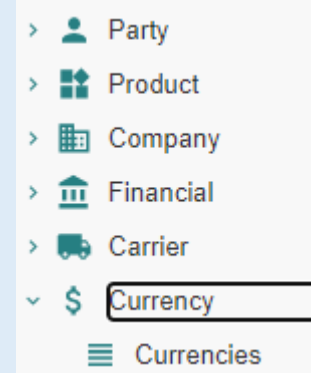 Party
Product
Company
Financial
Carrier
$ Currency
Currencies